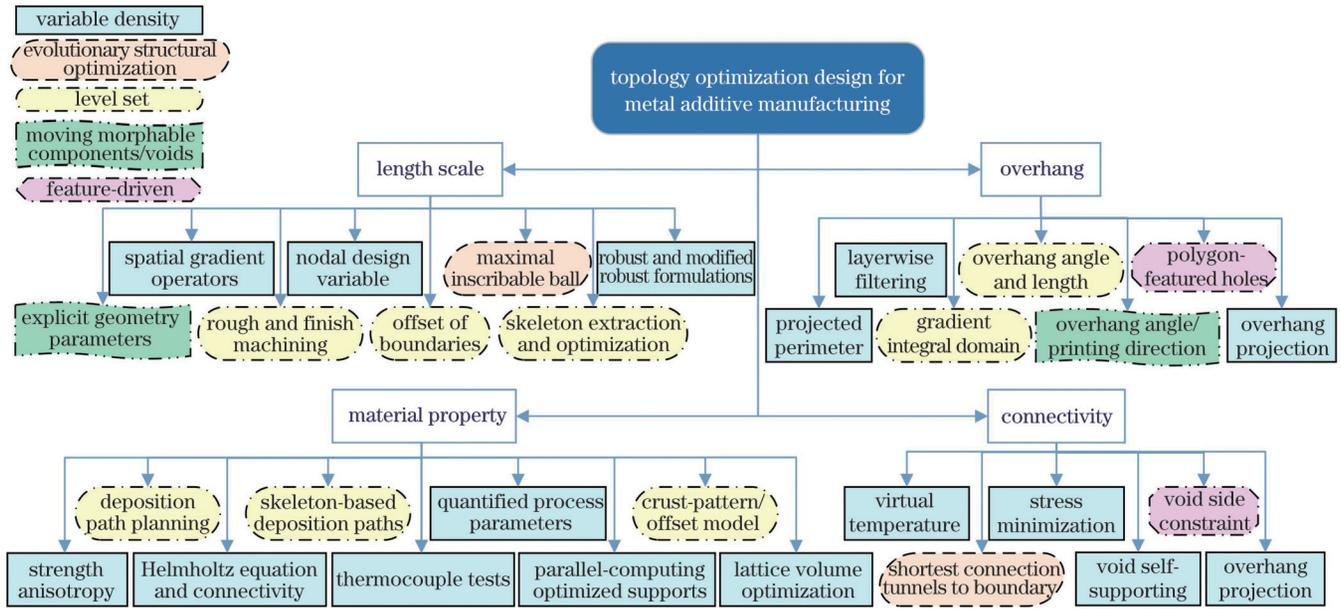 variable density
evolutionary structural
optimization
level set
moving morphable
components/voids
feature-driven
topology optimization design for
metal additive manufacturing
length scale
overhang
spatial gradient
operators
nodal design
variable
maximal
inscribable ball
robust and modified
robust formulations
explicit geometry
parameters
rough and finish
machining
offset of
boundaries
skeleton extraction
and optimization
layerwise
filtering
overhang angle
and length
polygon-
featured holes
projected
perimeter
gradient
integral domain
overhang angle/
printing direction
overhang
projection
material property
connectivity
deposition
path planning
skeleton-based
deposition paths
quantified process
parameters
crust-pattern/
offset model
strength
anisotropy
Helmholtz equation
and connectivity
thermocouple tests
parallel-computing
optimized supports
lattice volume
optimization
virtual
temperature
stress
minimization
void side
constraint
shortest connection
tunnels to boundary
void self-
supporting
overhang
projection